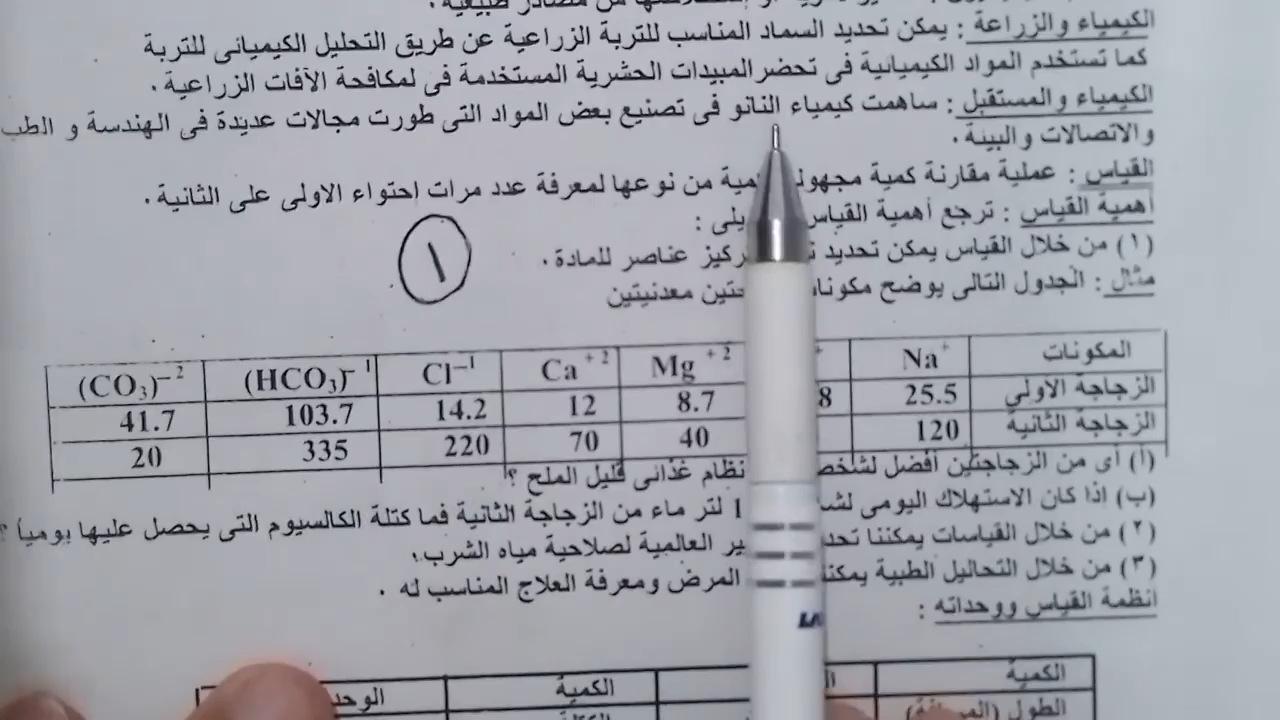 الكيمياء والزراعة : يمكن تحديد السماد المناسب للتربة الزراعية عن طريق التحليل الكيميائى للتربة
كما تستخدم المواد الكيميائية فى تحضر المبيدات الحشرية المستخدمة فى لمكافحة الآفات الزراعية .
الكيمياء والمستقبل : ساهمت كيمياء النانو فى تصنيع بعض المواد التى طورت مجالات عديدة فى الهندسة و الطب
والاتصالات والبيئة .
القياس : عملية مقارنة كمية مجهولة من نوعها لمعرفة عدد مرات احتواء الاولى على الثانية .
أهمية القياس : ترجع أهمية القياس يلى :
(١) من خلال القياس يمكن تحديد تركيز عناصر للمادة .
١
مثال : الجدول التالى يوضح معدنيتين
المكونات Na+ Mg +2 Ca +2 Cl−1 (HCO3)− 1 (CO3)− 2
الزجاجة الاولى 25.5 8 8.7 12 14.2 103.7 41.7
الزجاجة الثانية 120 40 70 220 335 20
(أ) أى من الزجاجتين أفضل نظام غذائى قليل الملح ؟
(ب) اذا كان الاستهلاك اليومى 1 لتر ماء من الزجاجة الثانية فما كتلة الكالسيوم التى يحصل عليها يومياً ؟
(٢) من خلال القياسات يمكننا العالمية لصلاحية مياه الشرب.
(٣) من خلال التحاليل الطبية المرض ومعرفة العلاج المناسب له .
أنظمة القياس ووحداته :
الكمية الكمية
الطول